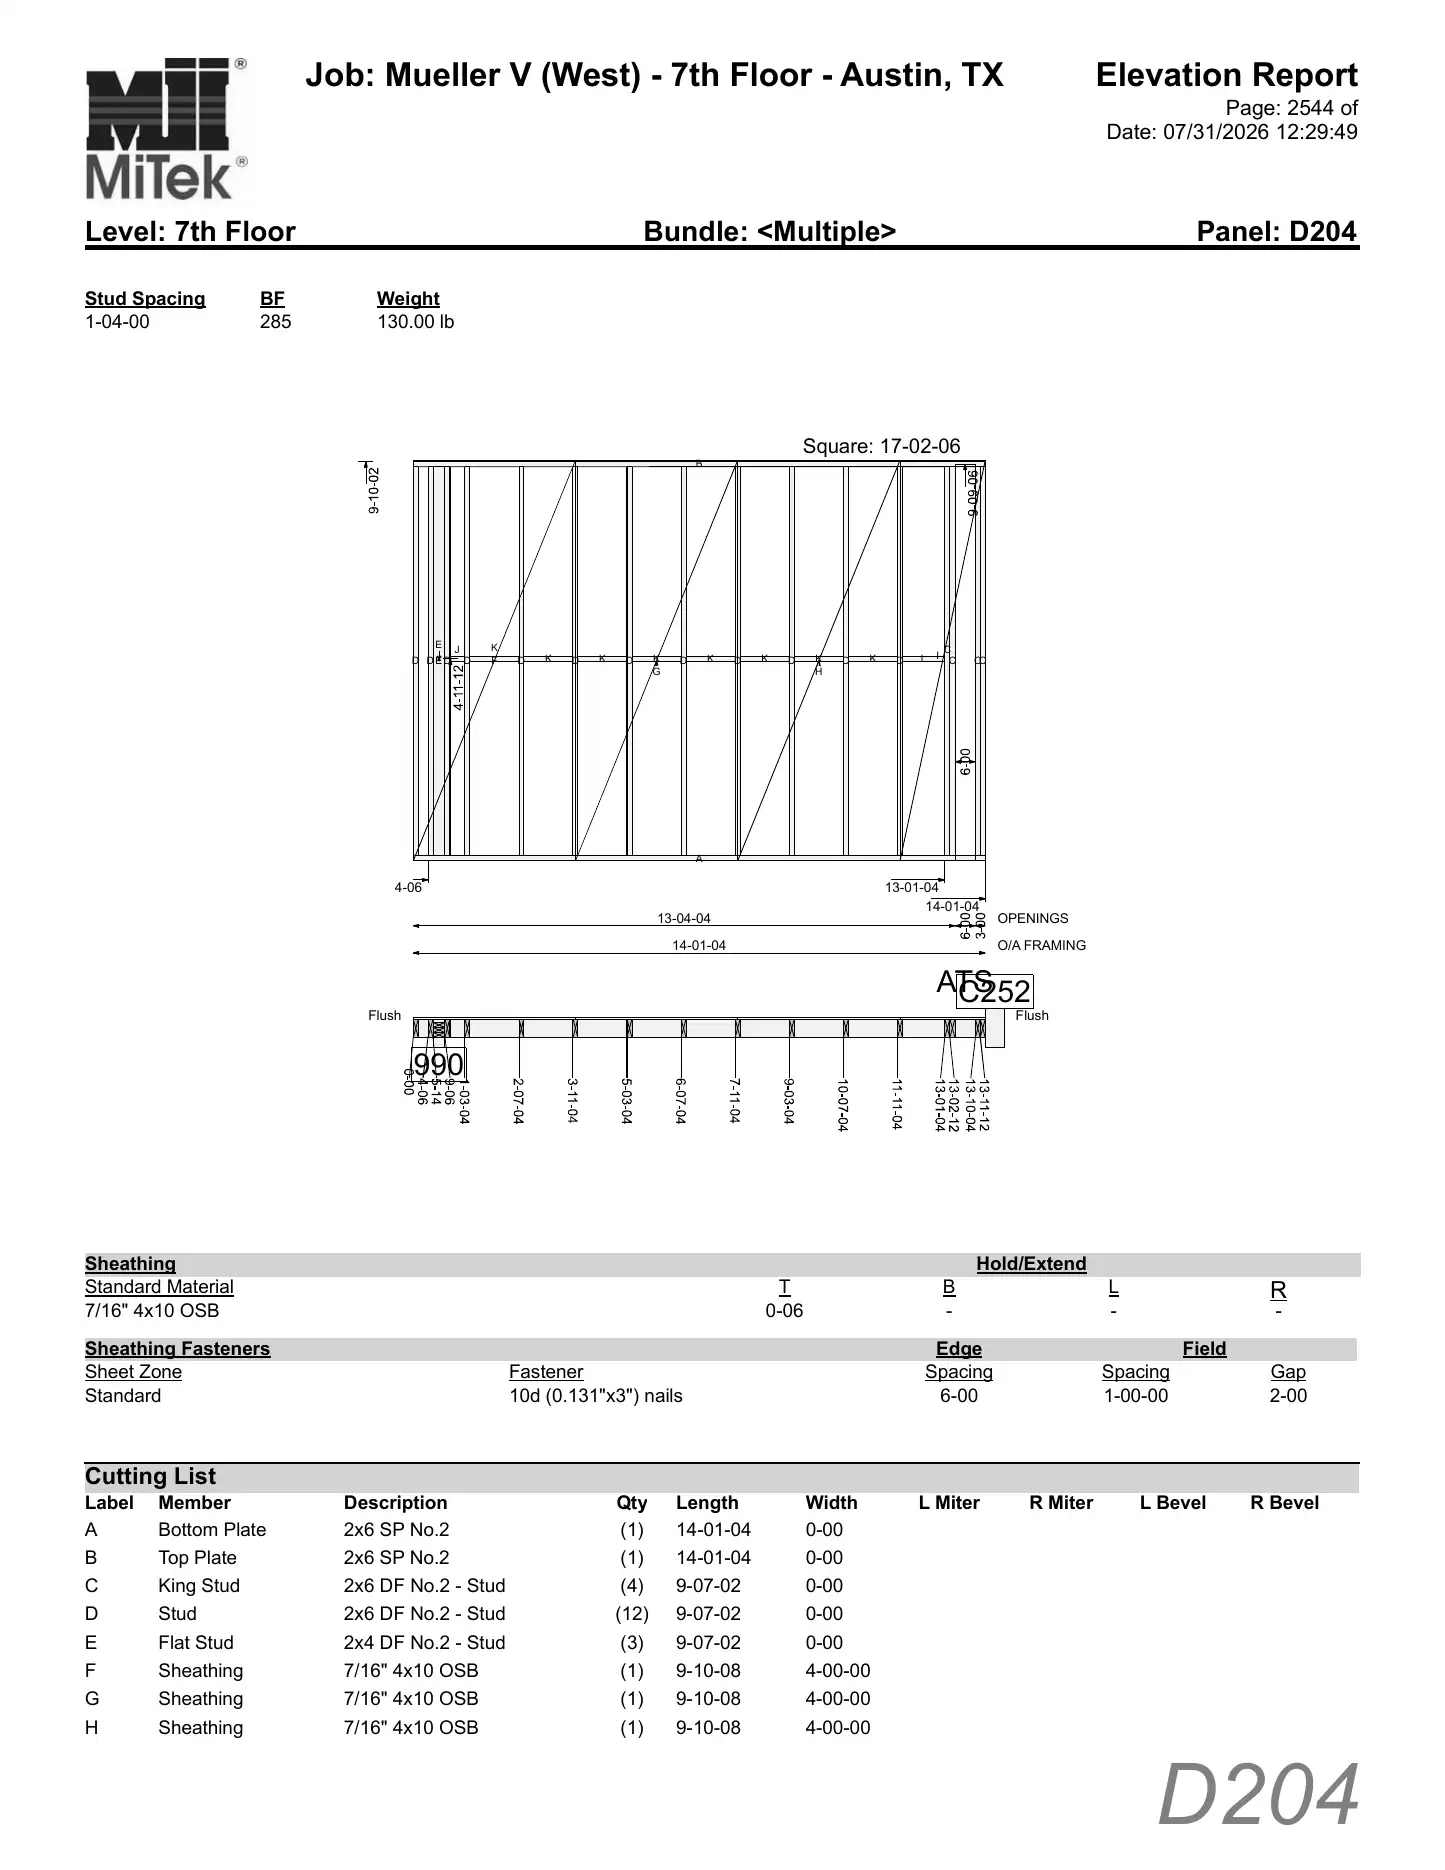 Job: Mueller V (West) - 7th Floor - Austin, TX
Elevation Report
Page: 2544 of
Date: 07/31/2026 12:29:49
MiTek®
Level: 7th Floor Bundle: <Multiple> Panel: D204
Stud Spacing BF Weight
1-04-00 285 130.00 lb
Square: 17-02-06
B
9-10-02
9-09-06
E
J
K
C
D D E D F K K K K K K K I L D D
G H
4-11-12
6-00
A
4-06 13-01-04
14-01-04
13-04-04 6-00 3-00 OPENINGS
14-01-04 O/A FRAMING
ATS
C252
Flush Flush
990
0-00 4-06 5-14 9-06 1-03-04 2-07-04 3-11-04 5-03-04 6-07-04 7-11-04 9-03-04 10-07-04 11-11-04 13-01-04 13-02-12 13-10-04 13-11-12
Sheathing Hold/Extend
Standard Material T B L R
7/16" 4x10 OSB 0-06 - - -
Sheathing Fasteners Edge Field
Sheet Zone Fastener Spacing Spacing Gap
Standard 10d (0.131"x3") nails 6-00 1-00-00 2-00
Cutting List
Label Member Description Qty Length Width L Miter R Miter L Bevel R Bevel
A Bottom Plate 2x6 SP No.2 (1) 14-01-04 0-00
B Top Plate 2x6 SP No.2 (1) 14-01-04 0-00
C King Stud 2x6 DF No.2 - Stud (4) 9-07-02 0-00
D Stud 2x6 DF No.2 - Stud (12) 9-07-02 0-00
E Flat Stud 2x4 DF No.2 - Stud (3) 9-07-02 0-00
F Sheathing 7/16" 4x10 OSB (1) 9-10-08 4-00-00
G Sheathing 7/16" 4x10 OSB (1) 9-10-08 4-00-00
H Sheathing 7/16" 4x10 OSB (1) 9-10-08 4-00-00
D204